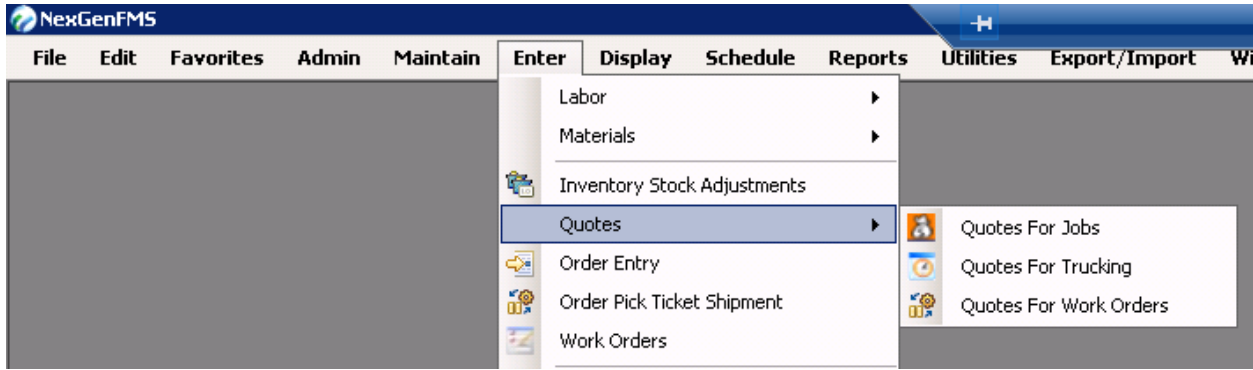 NexGenFMS
File Edit Favorites Admin Maintain Enter Display Schedule Reports Utilities Export/Import
Labor
Materials
Inventory Stock Adjustments
Quotes
Quotes For Jobs
Quotes For Trucking
Quotes For Work Orders
Order Entry
Order Pick Ticket Shipment
Work Orders